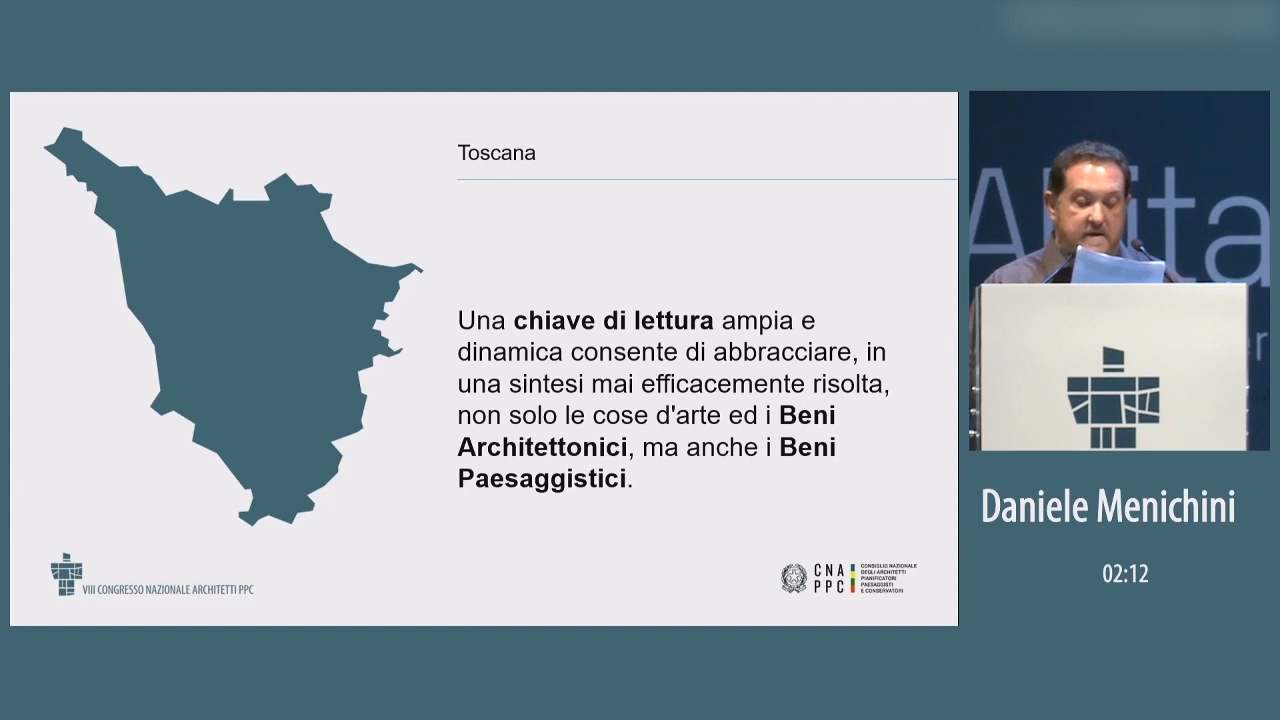 Toscana
Una chiave di lettura ampia e
dinamica consente di abbracciare, in
una sintesi mai efficacemente risolta,
non solo le cose d'arte ed i Beni
Architettonici, ma anche i Beni
Paesaggistici.
VIII CONGRESSO NAZIONALE ARCHITETTI PPC
CNA
PPC
CONSIGLIO NAZIONALE
DEGLI ARCHITETTI
PIANIFICATORI
PAESAGGISTI
E CONSERVATORI
Daniele Menichini
02:12